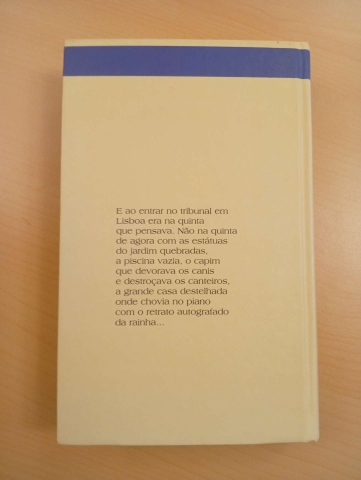 E ao entrar no tribunal em
Lisboa era na quinta
que pensava. Não na quinta
de agora com as estátuas
do jardim quebradas,
a piscina vazia, o capim
que devorava os canis
e destroçava os canteiros,
a grande casa destelhada
onde chovia no piano
com o retrato autografado
da rainha...